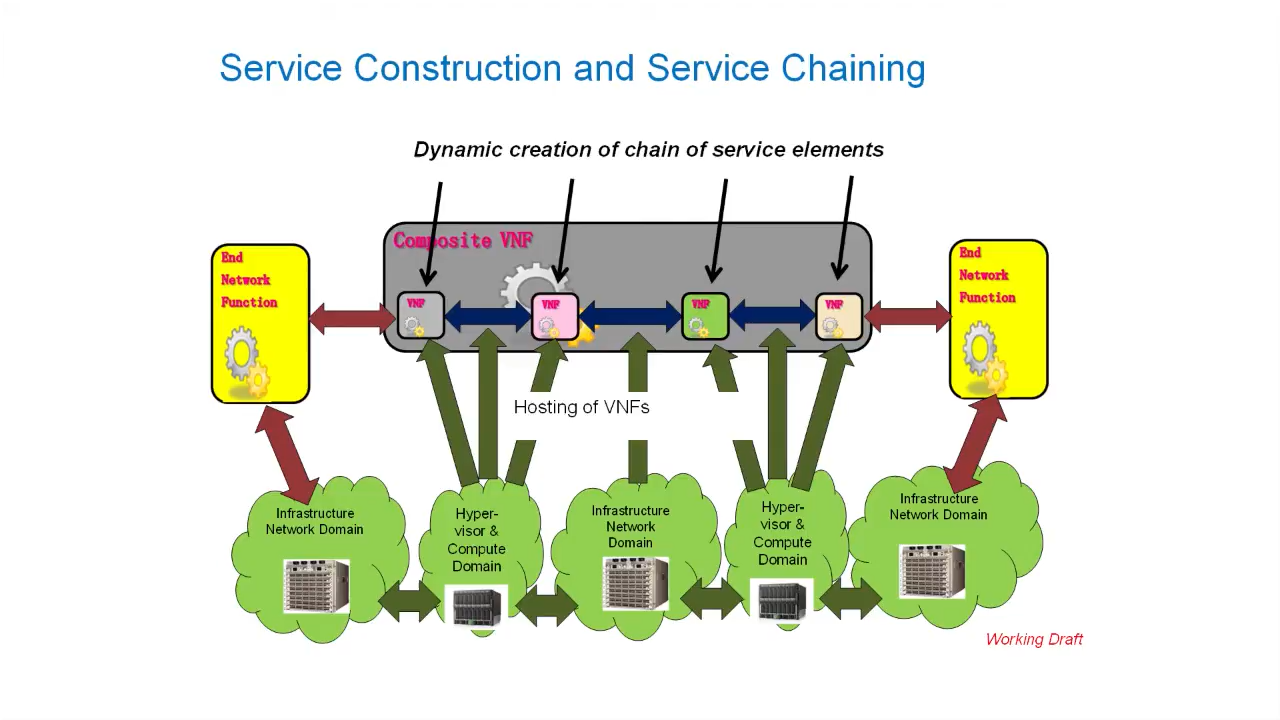 Service Construction and Service Chaining
Dynamic creation of chain of service elements
Composite VNF
End
Network
Function
VNF
VNF
VNF
VNF
End
Network
Function
Hosting of VNFs
Infrastructure
Network Domain
Hyper-
visor &
Compute
Domain
Infrastructure
Network
Domain
Hyper-
visor &
Compute
Domain
Infrastructure
Network Domain
Working Draft